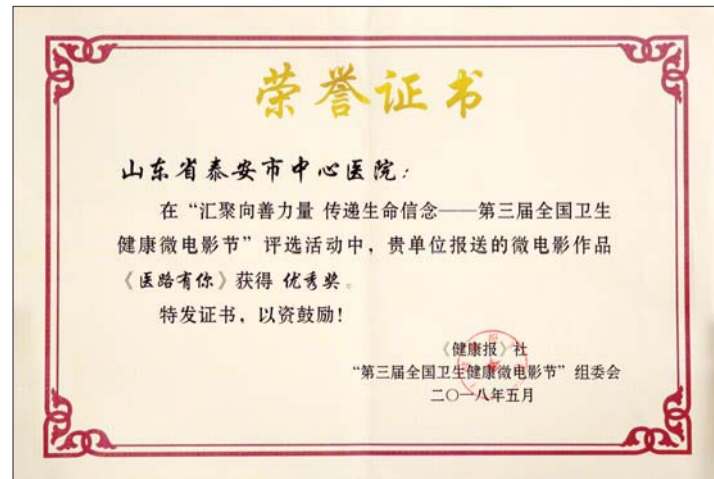 荣誉证书
山东省泰安市中心医院：
在“汇聚向善力量 传递生命信念——第三届全国卫生
健康微电影节”评选活动中，贵单位报送的微电影作品
《医路有你》获得 优秀奖。
特发证书，以资鼓励！
《健康报》社
“第三届全国卫生健康微电影节”组委会
二〇一八年五月